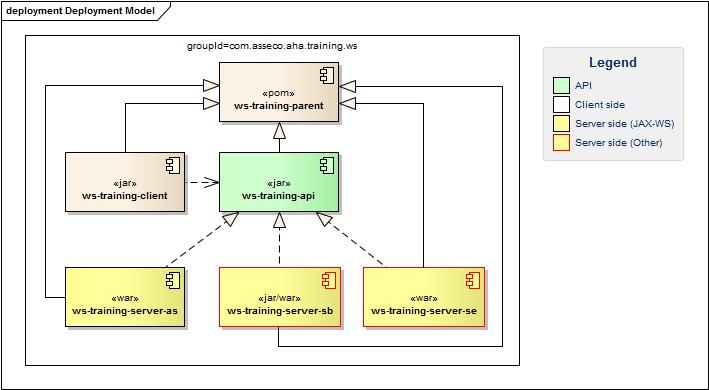 deployment Deployment Model
groupId=com.asseco.aha.training.ws
«pom»
ws-training-parent
«jar»
ws-training-client
«jar»
ws-training-api
«war»
ws-training-server-as
«jar/war»
ws-training-server-sb
«war»
ws-training-server-se
Legend
API
Client side
Server side (JAX-WS)
Server side (Other)